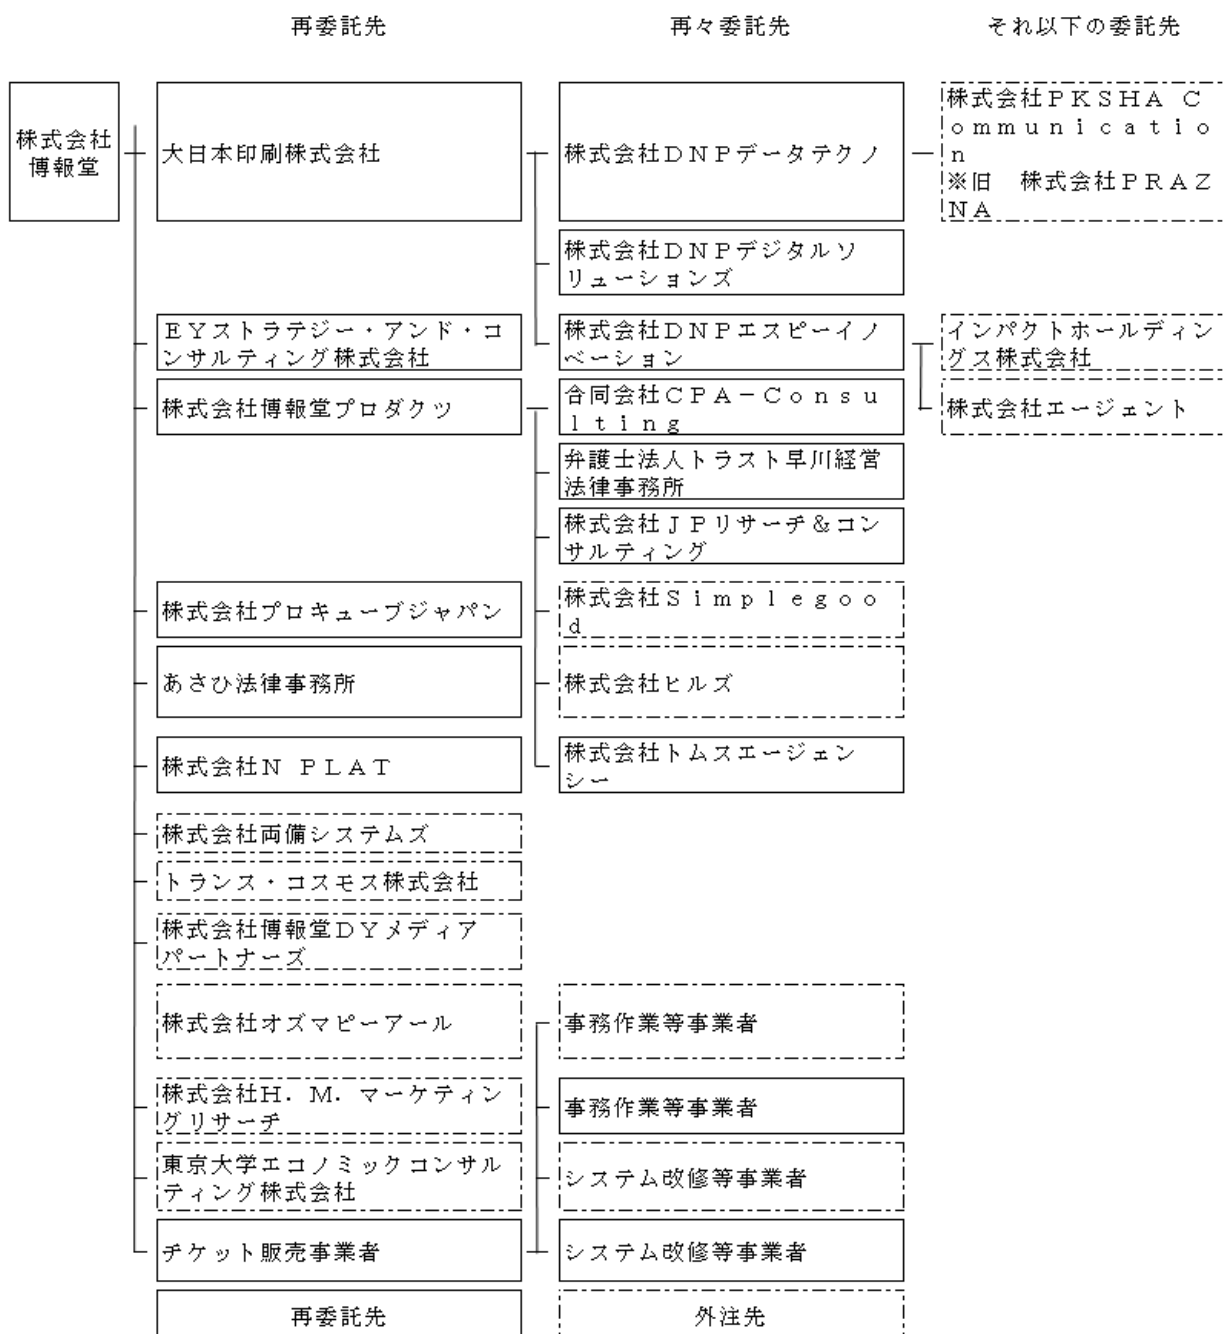 再委託先
再々委託先
それ以下の委託先
株式会社
博報堂
大日本印刷株式会社
株式会社DNPデータテクノ
株式会社PKSHA C
ommunicatio
n
※旧 株式会社PRAZ
NA
株式会社DNPデジタルソ
リューションズ
EYストラテジー・アンド・コ
ンサルティング株式会社
株式会社DNPエスピーイノ
ベーション
インパクトホールディン
グス株式会社
株式会社博報堂プロダクツ
合同会社CPA-Consu
lting
株式会社エージェント
弁護士法人トラスト早川経営
法律事務所
株式会社JPリサーチ&コン
サルティング
株式会社プロキューブジャパン
株式会社Simplegoo
d
あさひ法律事務所
株式会社ヒルズ
株式会社N PLAT
株式会社トムスエージェン
シー
株式会社両備システムズ
トランス・コスモス株式会社
株式会社博報堂DYメディア
パートナーズ
株式会社オズマピーアール
事務作業等事業者
株式会社H.M.マーケティン
グリサーチ
事務作業等事業者
東京大学エコノミックコンサル
ティング株式会社
システム改修等事業者
チケット販売事業者
システム改修等事業者
再委託先
外注先